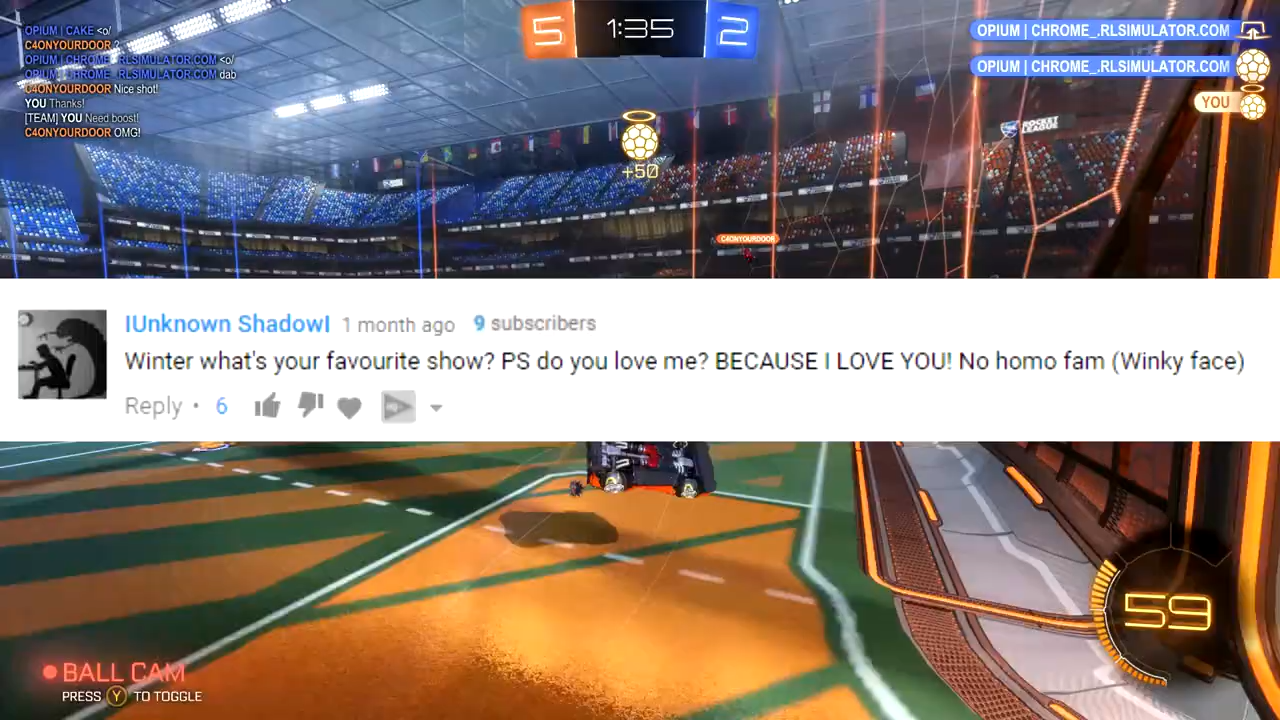 OPIUM | CAKE <o/
C4ONYOURDOOR ?
OPIUM | CHROME_.RLSIMULATOR.COM <o/
OPIUM | CHROME_.RLSIMULATOR.COM dab
C4ONYOURDOOR Nice shot!
YOU Thanks!
[TEAM] YOU Need boost!
C4ONYOURDOOR OMG!
5 1:35 2
OPIUM | CHROME_.RLSIMULATOR.COM
OPIUM | CHROME_.RLSIMULATOR.COM
YOU
+50
ROCKET LEAGUE
C4ONYOURDOOR
IUnknown ShadowI 1 month ago 9 subscribers
Winter what's your favourite show? PS do you love me? BECAUSE I LOVE YOU! No homo fam (Winky face)
Reply • 6
59
BALL CAM
PRESS Y TO TOGGLE